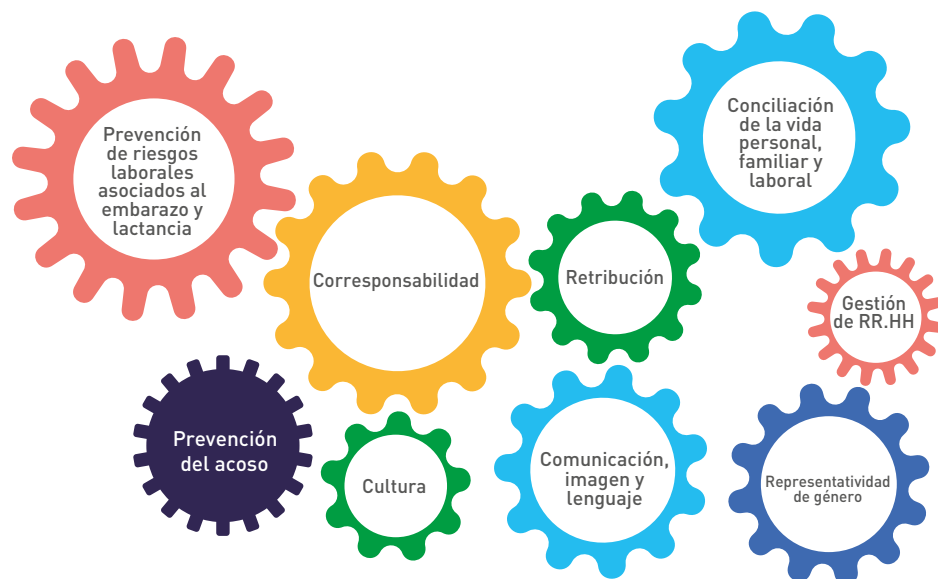 Prevención
de riesgos
laborales
asociados al
embarazo y
lactancia
Conciliación
de la vida
personal,
familiar y
laboral
Corresponsabilidad
Retribución
Gestión
de RR.HH
Prevención
del acoso
Cultura
Comunicación,
imagen y
lenguaje
Representatividad
de género